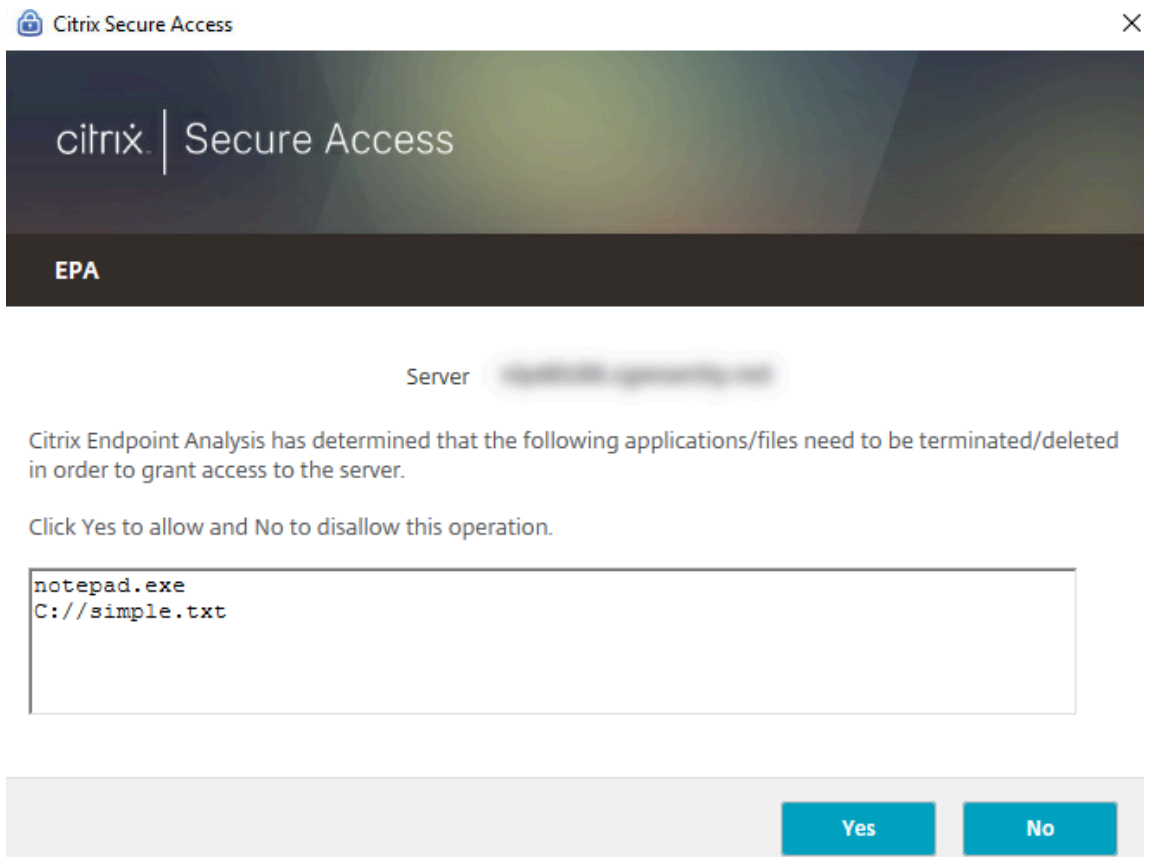 Citrix Secure Access
citrix. Secure Access
EPA
Server
Citrix Endpoint Analysis has determined that the following applications/files need to be terminated/deleted
in order to grant access to the server.
Click Yes to allow and No to disallow this operation.
notepad.exe
C://simple.txt
Yes No